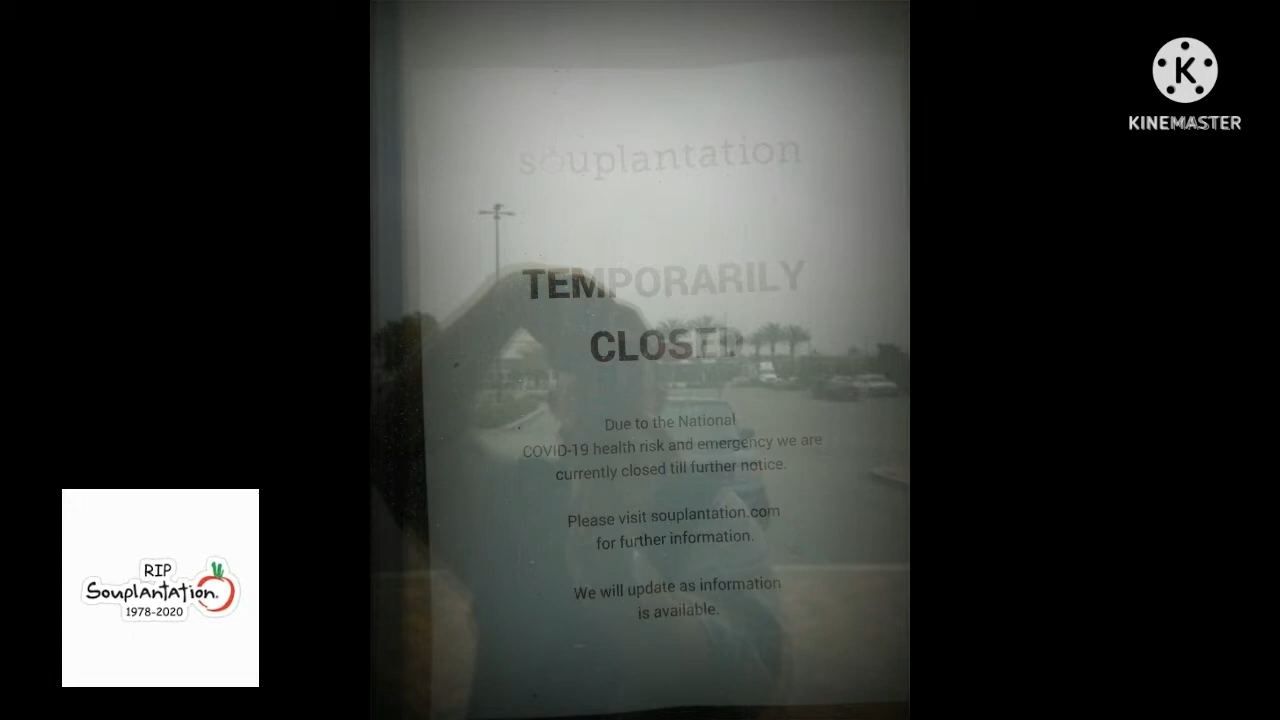 souplantation
TEMPORARILY
CLOSED
Due to the National
COVID-19 health risk and emergency we are
currently closed till further notice.
Please visit souplantation.com
for further information.
We will update as information
is available.
K
KINEMASTER
RIP
Souplantation.
1978-2020